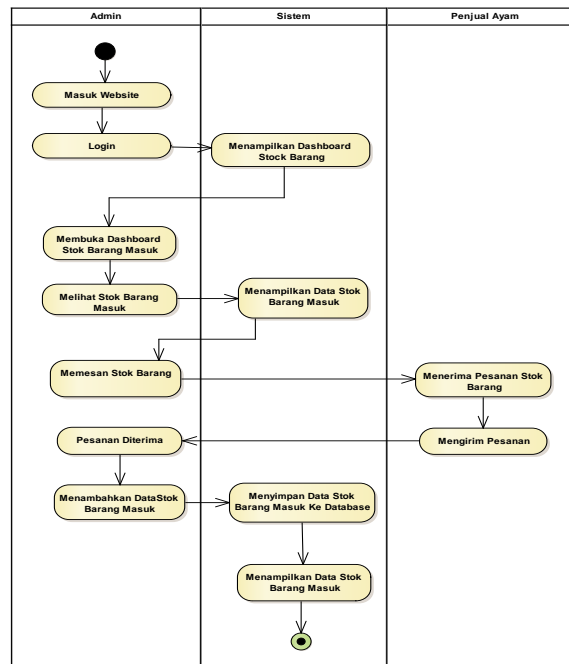 Admin
Sistem
Penjual Ayam
Masuk Website
Login
Menampilkan Dashboard
Stock Barang
Membuka Dashboard
Stok Barang Masuk
Melihat Stok Barang
Masuk
Menampilkan Data Stok
Barang Masuk
Memesan Stok Barang
Menerima Pesanan Stok
Barang
Mengirim Pesanan
Pesanan Diterima
Menambahkan DataStok
Barang Masuk
Menyimpan Data Stok
Barang Masuk Ke Database
Menampilkan Data Stok
Barang Masuk